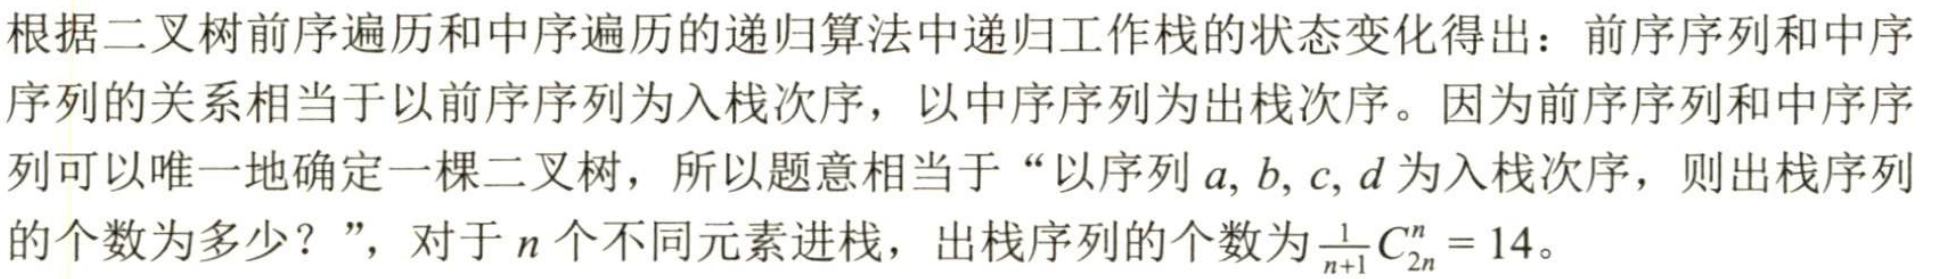 根据二叉树前序遍历和中序遍历的递归算法中递归工作栈的状态变化得出：前序序列和中序
序列的关系相当于以前序序列为入栈次序，以中序序列为出栈次序。因为前序序列和中序序
列可以唯一地确定一棵二叉树，所以题意相当于“以序列 a, b, c, d 为入栈次序，则出栈序列
的个数为多少？”，对于 n 个不同元素进栈，出栈序列的个数为 $\frac{1}{n+1}C_{2n}^{n}=14$。